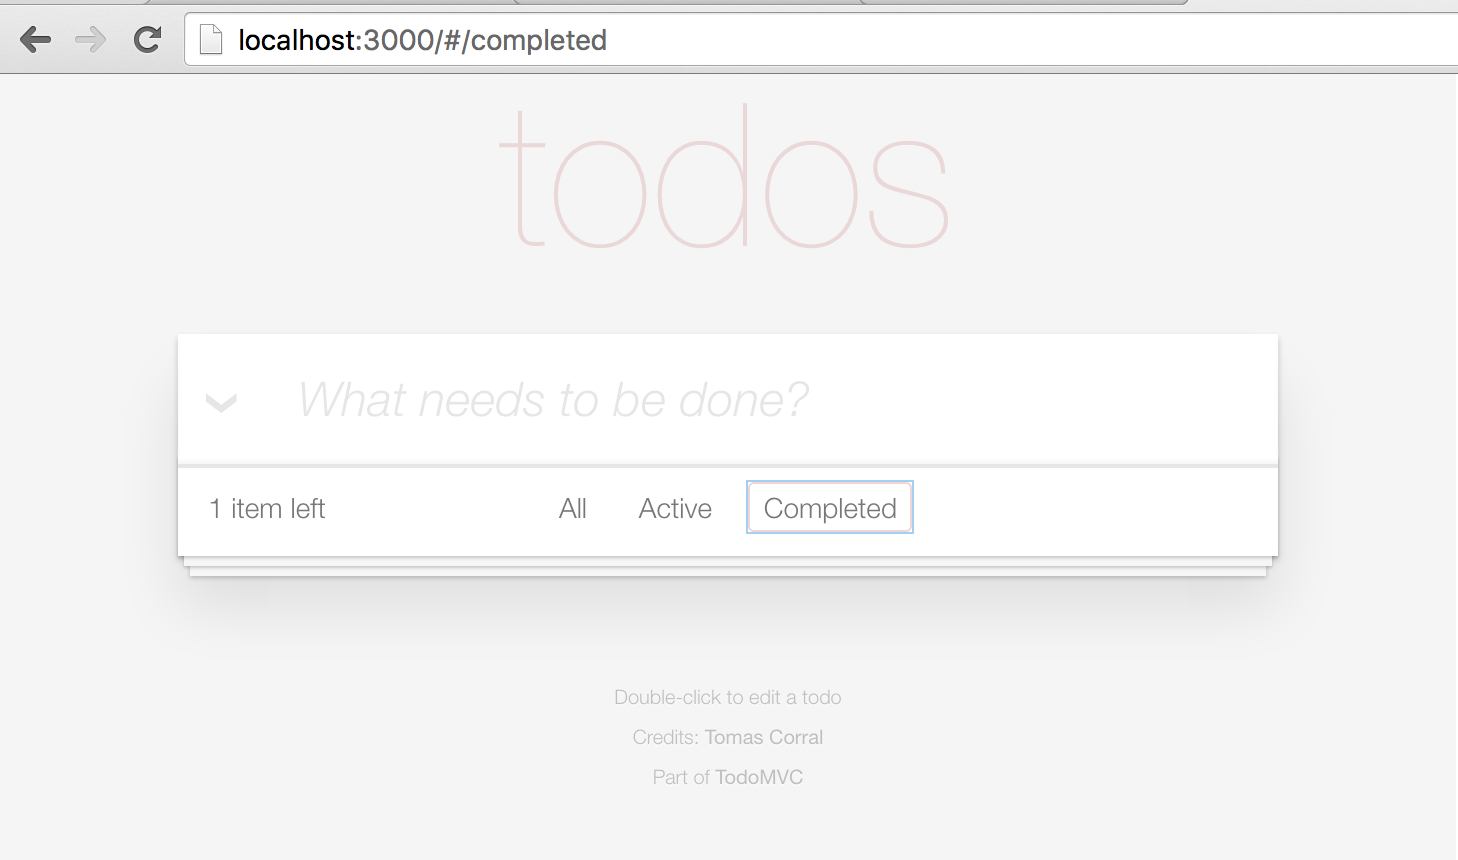 localhost:3000/#/completed
todos
What needs to be done?
1 item left All Active Completed
Double-click to edit a todo
Credits: Tomas Corral
Part of TodoMVC